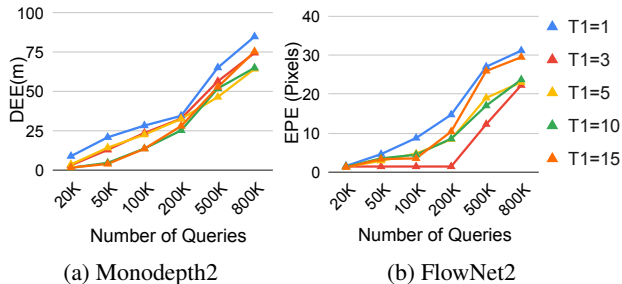 100
75
50
25
0
DEE(m)
20K
50K
100K
200K
500K
800K
Number of Queries
(a) Monodepth2
40
30
20
10
0
EPE (Pixels)
20K
50K
100K
200K
500K
800K
Number of Queries
(b) FlowNet2
T1=1
T1=3
T1=5
T1=10
T1=15